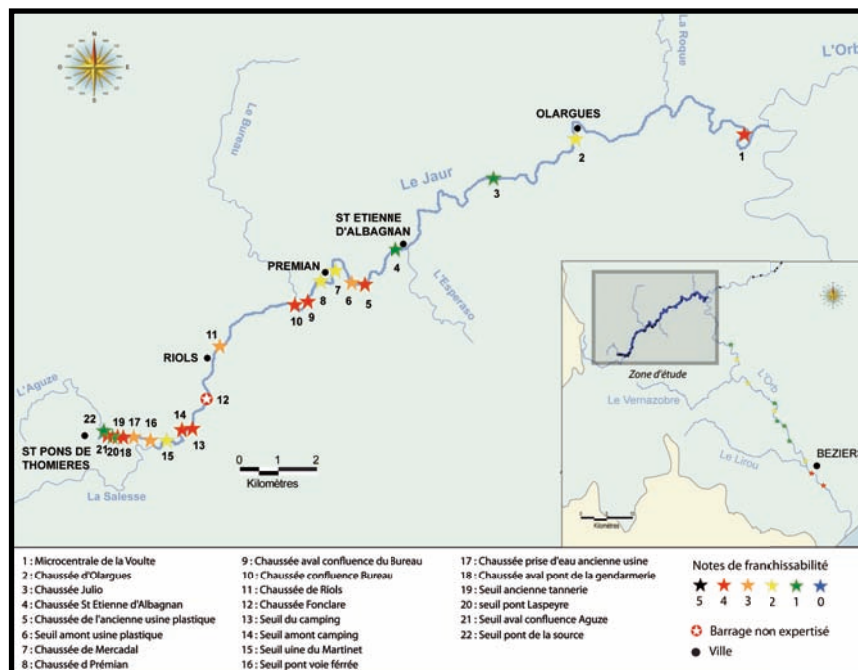 N
O
E
S
La Roque
L'Orb
Le Bureau
OLARGUES
1
2
Le Jaur
3
ST ETIENNE
D'ALBAGNAN
4
PREMIAN
7
8
6
5
L'Esperaso
10
9
11
RIOLS
12
L'Aguze
22
19
17
16
14
13
21
20
18
15
ST PONS DE
THOMIERES
La Salesse
0 1 2
Kilomètres
Zone d'étude
L'Orb
Le Vernazobre
Le Lirou
BEZIERS
Kilomètres
1 : Microcentrale de la Voulte
2 : Chaussée d'Olargues
3 : Chaussée Julio
4 : Chaussée St Etienne d'Albagnan
5 : Chaussée de l'ancienne usine plastique
6 : Seuil amont usine plastique
7 : Chaussée de Mercadal
8 : Chaussée d Prémian
9 : Chaussée aval confluence du Bureau
10 : Chaussée confluence Bureau
11 : Chaussée de Riols
12 : Chaussée Fonclare
13 : Seuil du camping
14 : Seuil amont camping
15 : Seuil uine du Martinet
16 : Seuil pont voie férrée
17 : Chaussée prise d'eau ancienne usine
18 : Chaussée aval pont de la gendarmerie
19 : Seuil ancienne tannerie
20 : seuil pont Laspeyre
21 : Seuil aval confluence Aguze
22 : Seuil pont de la source
Notes de franchissabilité
5 4 3 2 1 0
Barrage non expertisé
Ville